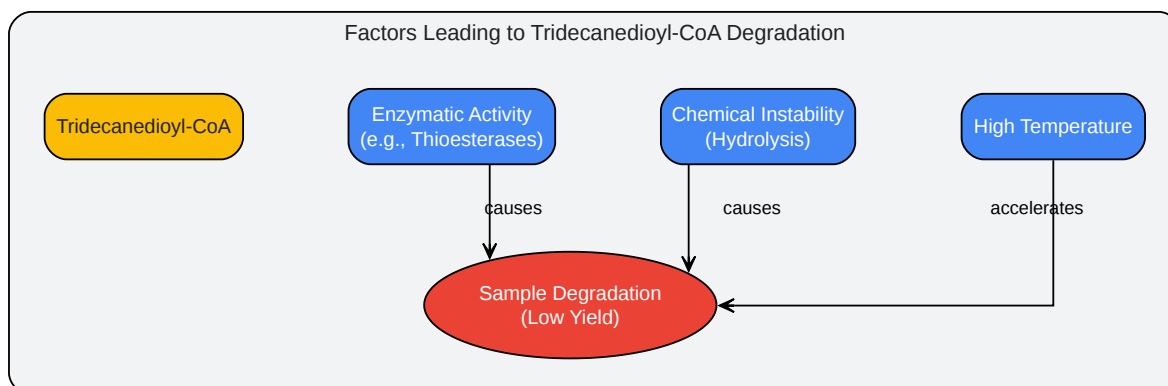 Factors Leading to Tridecanedioyl-CoA Degradation
Tridecanedioyl-CoA
Enzymatic Activity
(e.g., Thioesterases)
Chemical Instability
(Hydrolysis)
High Temperature
causes
causes
accelerates
Sample Degradation
(Low Yield)